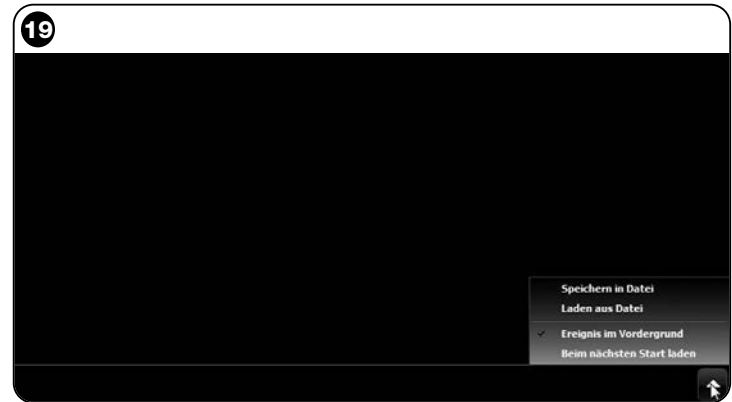 19
Speichern in Datei
Laden aus Datei
Ereignis im Vordergrund
Beim nächsten Start laden